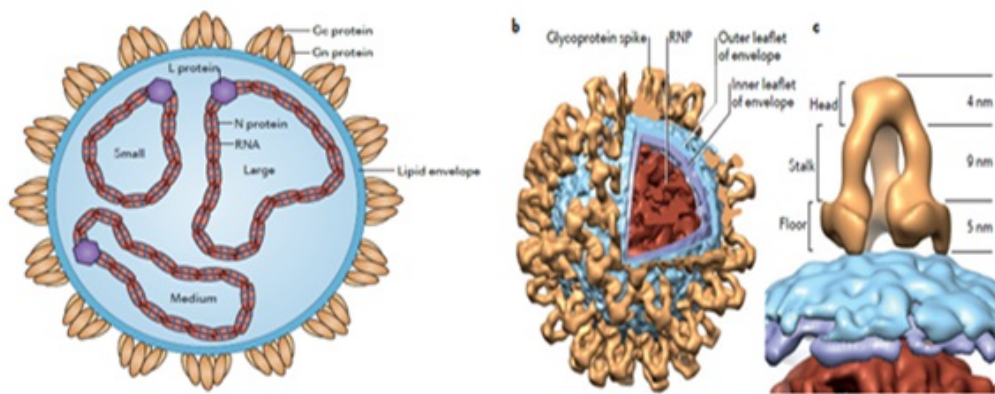 Gc protein
Gn protein
L protein
N protein
RNA
Small
Large
Lipid envelope
Medium
b
Glycoprotein spike
RNP
Outer leaflet
of envelope
Inner leaflet
of envelope
c
Head
4 nm
Stalk
9 nm
Floor
5 nm